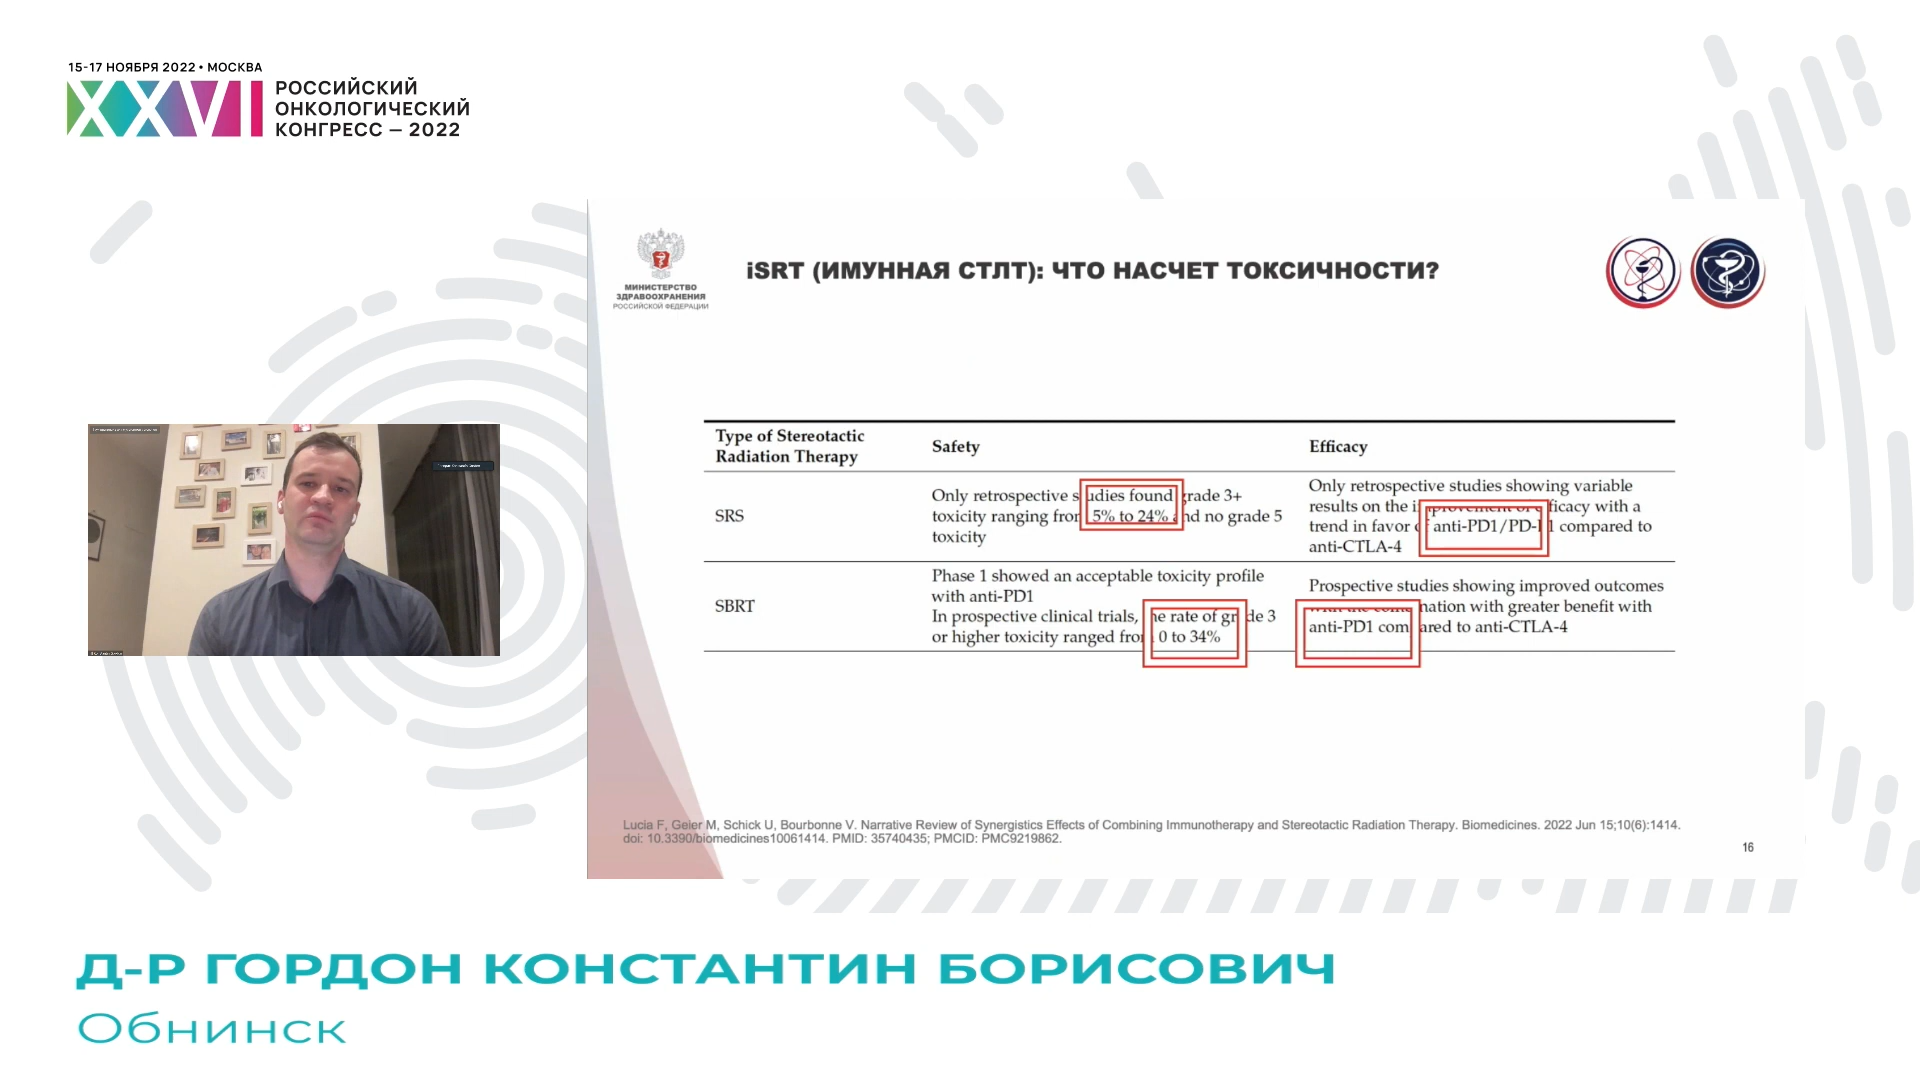 15-17 НОЯБРЯ 2022 • МОСКВА
XXVI
РОССИЙСКИЙ
ОНКОЛОГИЧЕСКИЙ
КОНГРЕСС — 2022
МИНИСТЕРСТВО
ЗДРАВООХРАНЕНИЯ
РОССИЙСКОЙ ФЕДЕРАЦИИ
iSRT (ИМУННАЯ СТЛТ): ЧТО НАСЧЕТ ТОКСИЧНОСТИ?
Type of Stereotactic
Radiation Therapy
Safety
Efficacy
SRS
Only retrospective studies found grade 3+
toxicity ranging from 5% to 24% and no grade 5
toxicity
Only retrospective studies showing variable
results on the improvement of efficacy with a
trend in favor of anti-PD1/PD-L1 compared to
anti-CTLA-4
SBRT
Phase 1 showed an acceptable toxicity profile
with anti-PD1
In prospective clinical trials, the rate of grade 3
or higher toxicity ranged from 0 to 34%
Prospective studies showing improved outcomes
with the combination with greater benefit with
anti-PD1 compared to anti-CTLA-4
Lucia F, Geier M, Schick U, Bourbonne V. Narrative Review of Synergistics Effects of Combining Immunotherapy and Stereotactic Radiation Therapy. Biomedicines. 2022 Jun 15;10(6):1414.
doi: 10.3390/biomedicines10061414. PMID: 35740435; PMCID: PMC9219862.
16
Д-Р ГОРДОН КОНСТАНТИН БОРИСОВИЧ
Обнинск